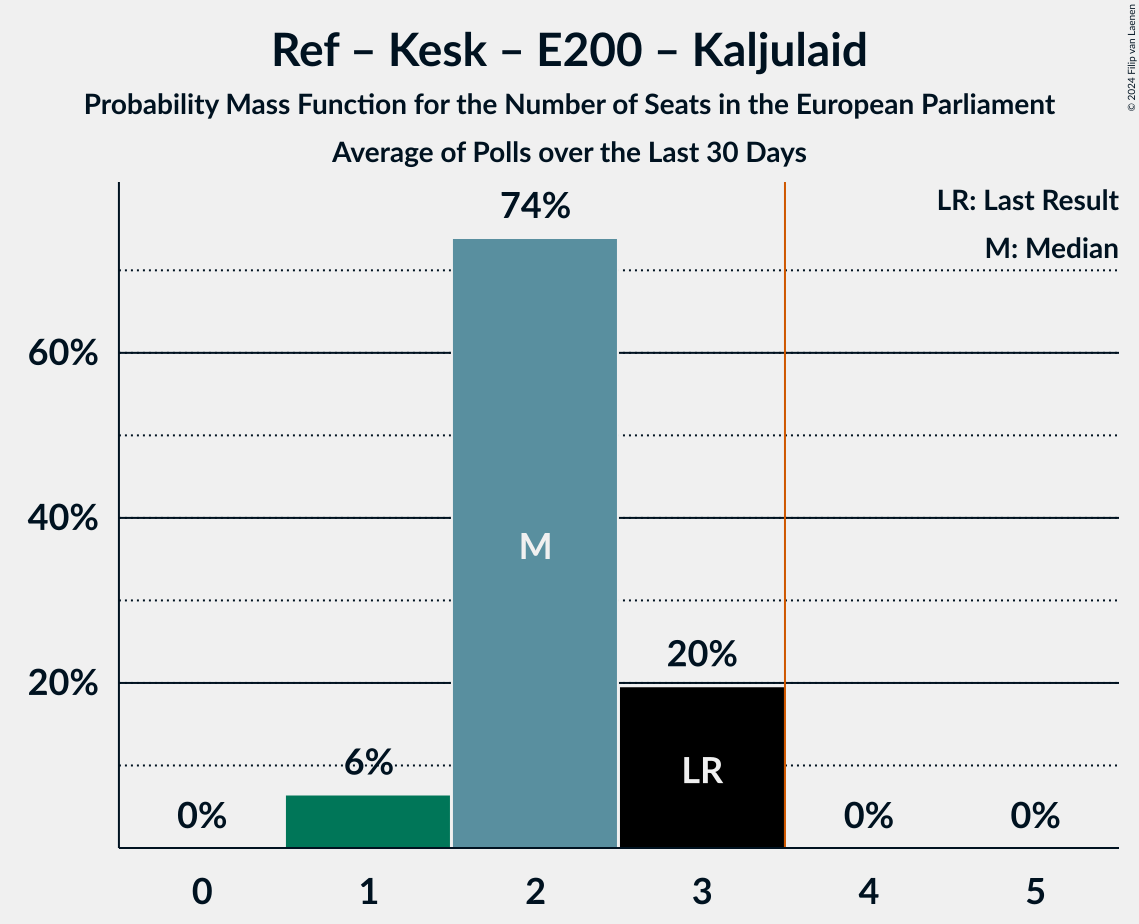 Ref – Kesk – E200 – Kaljulaid
Probability Mass Function for the Number of Seats in the European Parliament
Average of Polls over the Last 30 Days
© 2024 Filip van Laenen
LR: Last Result
M: Median
74%
60%
40%
M
20%
20%
6%
LR
0%
0%
0%
0 1 2 3 4 5